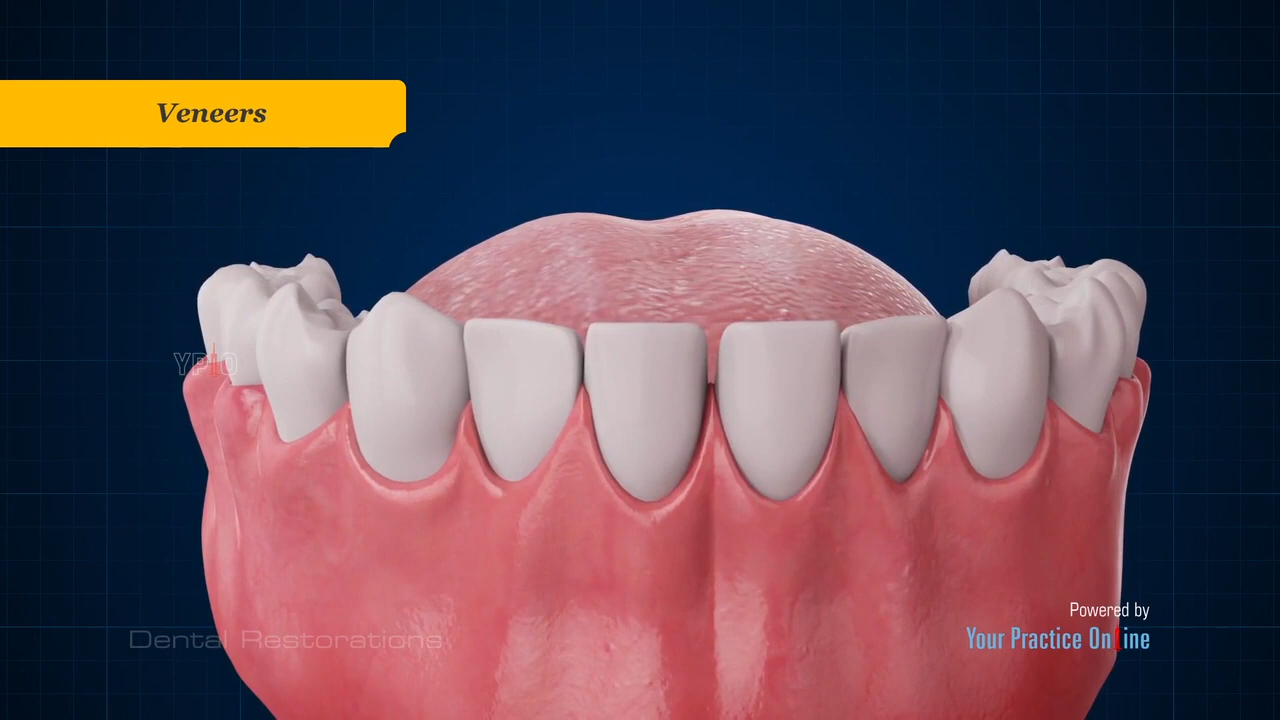 Veneers
YPO
Dental Restorations
Powered by
Your Practice Online